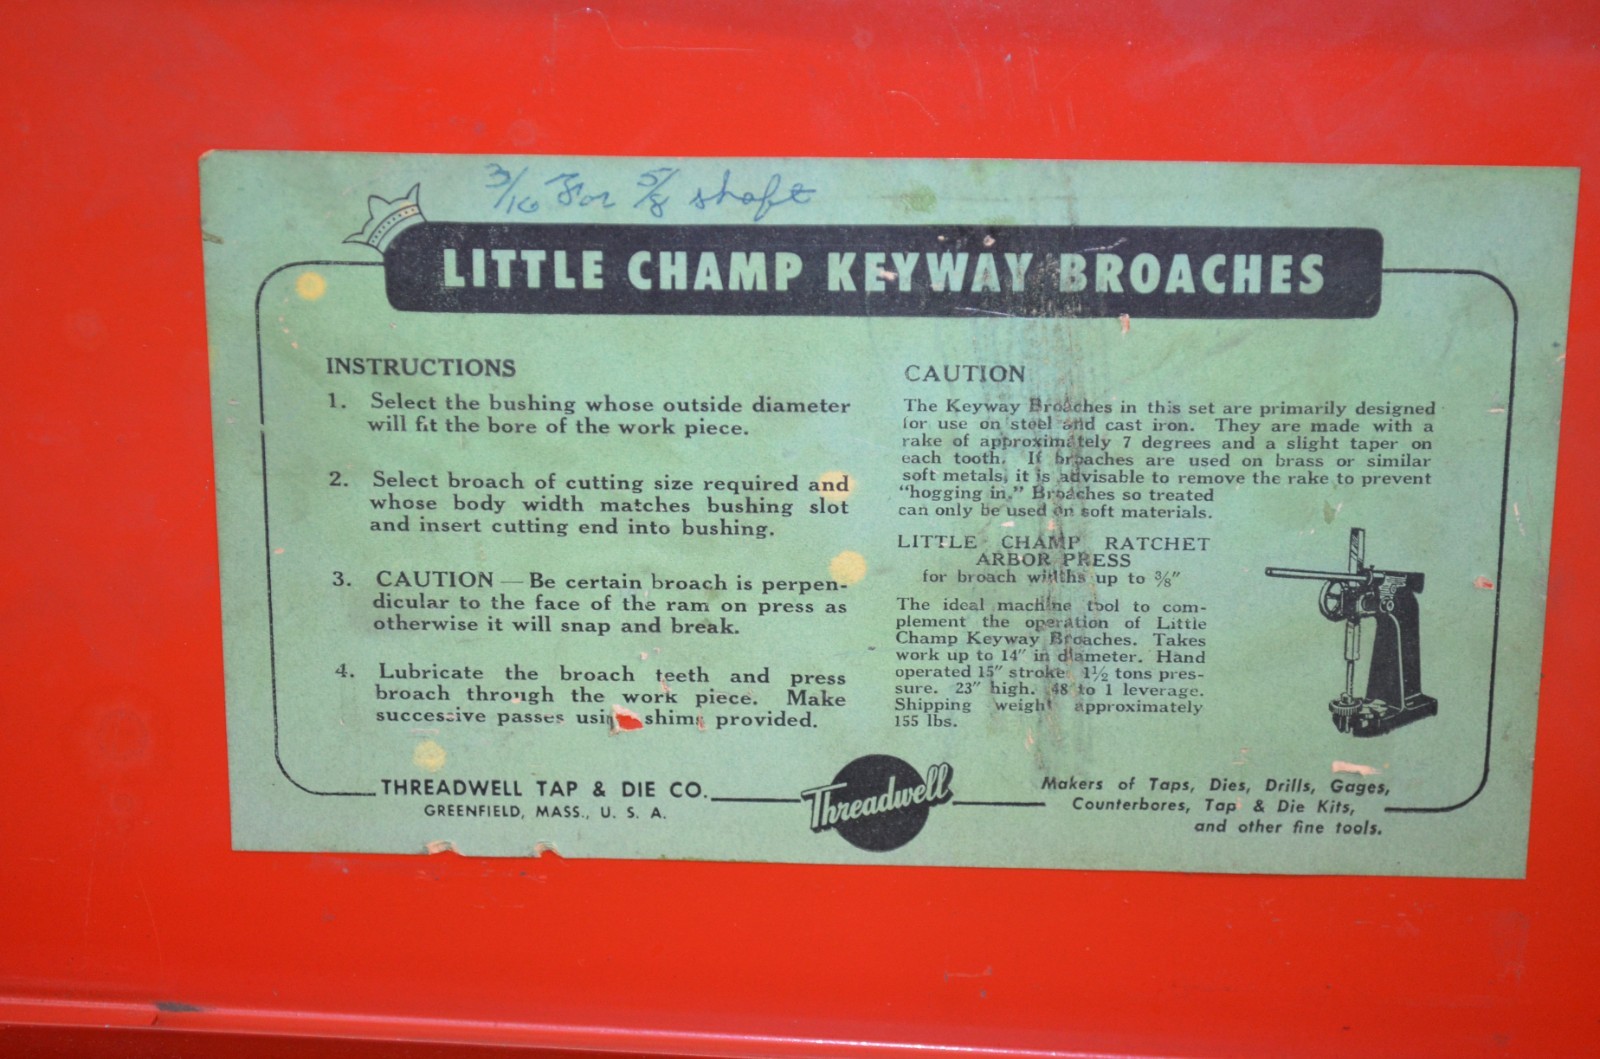 3/16 For 5/8 shaft
LITTLE CHAMP KEYWAY BROACHES
INSTRUCTIONS
1. Select the bushing whose outside diameter
will fit the bore of the work piece.
2. Select broach of cutting size required and
whose body width matches bushing slot
and insert cutting end into bushing.
3. CAUTION — Be certain broach is perpen-
dicular to the face of the ram on press as
otherwise it will snap and break.
4. Lubricate the broach teeth and press
broach through the work piece. Make
successive passes using shims provided.
CAUTION
The Keyway Broaches in this set are primarily designed
for use on steel and cast iron. They are made with a
rake of approximately 7 degrees and a slight taper on
each tooth. If broaches are used on brass or similar
soft metals, it is advisable to remove the rake to prevent
"hogging in." Broaches so treated
can only be used on soft materials.
LITTLE CHAMP RATCHET
ARBOR PRESS
for broach widths up to 3/8"
The ideal machine tool to com-
plement the operation of Little
Champ Keyway Broaches. Takes
work up to 14" in diameter. Hand
operated 15" stroke 1½ tons pres-
sure. 23" high. 48 to 1 leverage.
Shipping weight approximately
155 lbs.
THREADWELL TAP & DIE CO.
GREENFIELD, MASS., U. S. A.
Threadwell
Makers of Taps, Dies, Drills, Gages,
Counterbores, Tap & Die Kits,
and other fine tools.